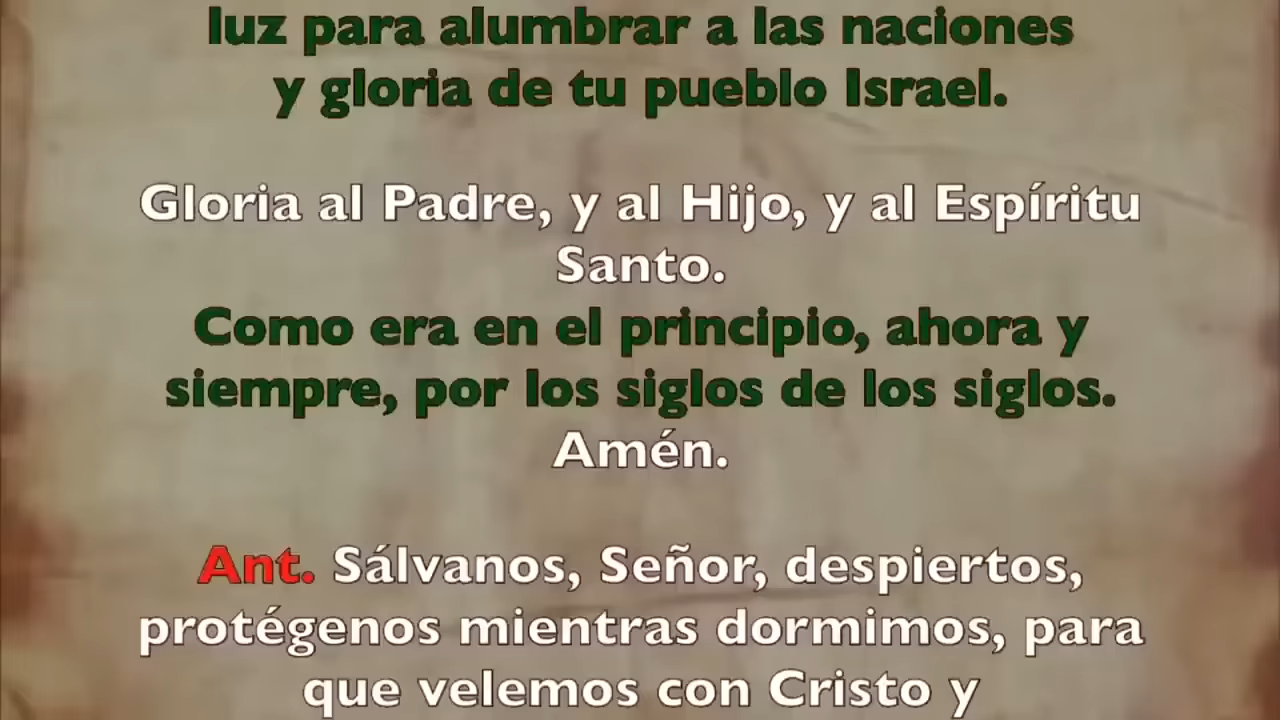 luz para alumbrar a las naciones
y gloria de tu pueblo Israel.
Gloria al Padre, y al Hijo, y al Espíritu
Santo.
Como era en el principio, ahora y
siempre, por los siglos de los siglos.
Amén.
Ant. Sálvanos, Señor, despiertos,
protégenos mientras dormimos, para
que velemos con Cristo y